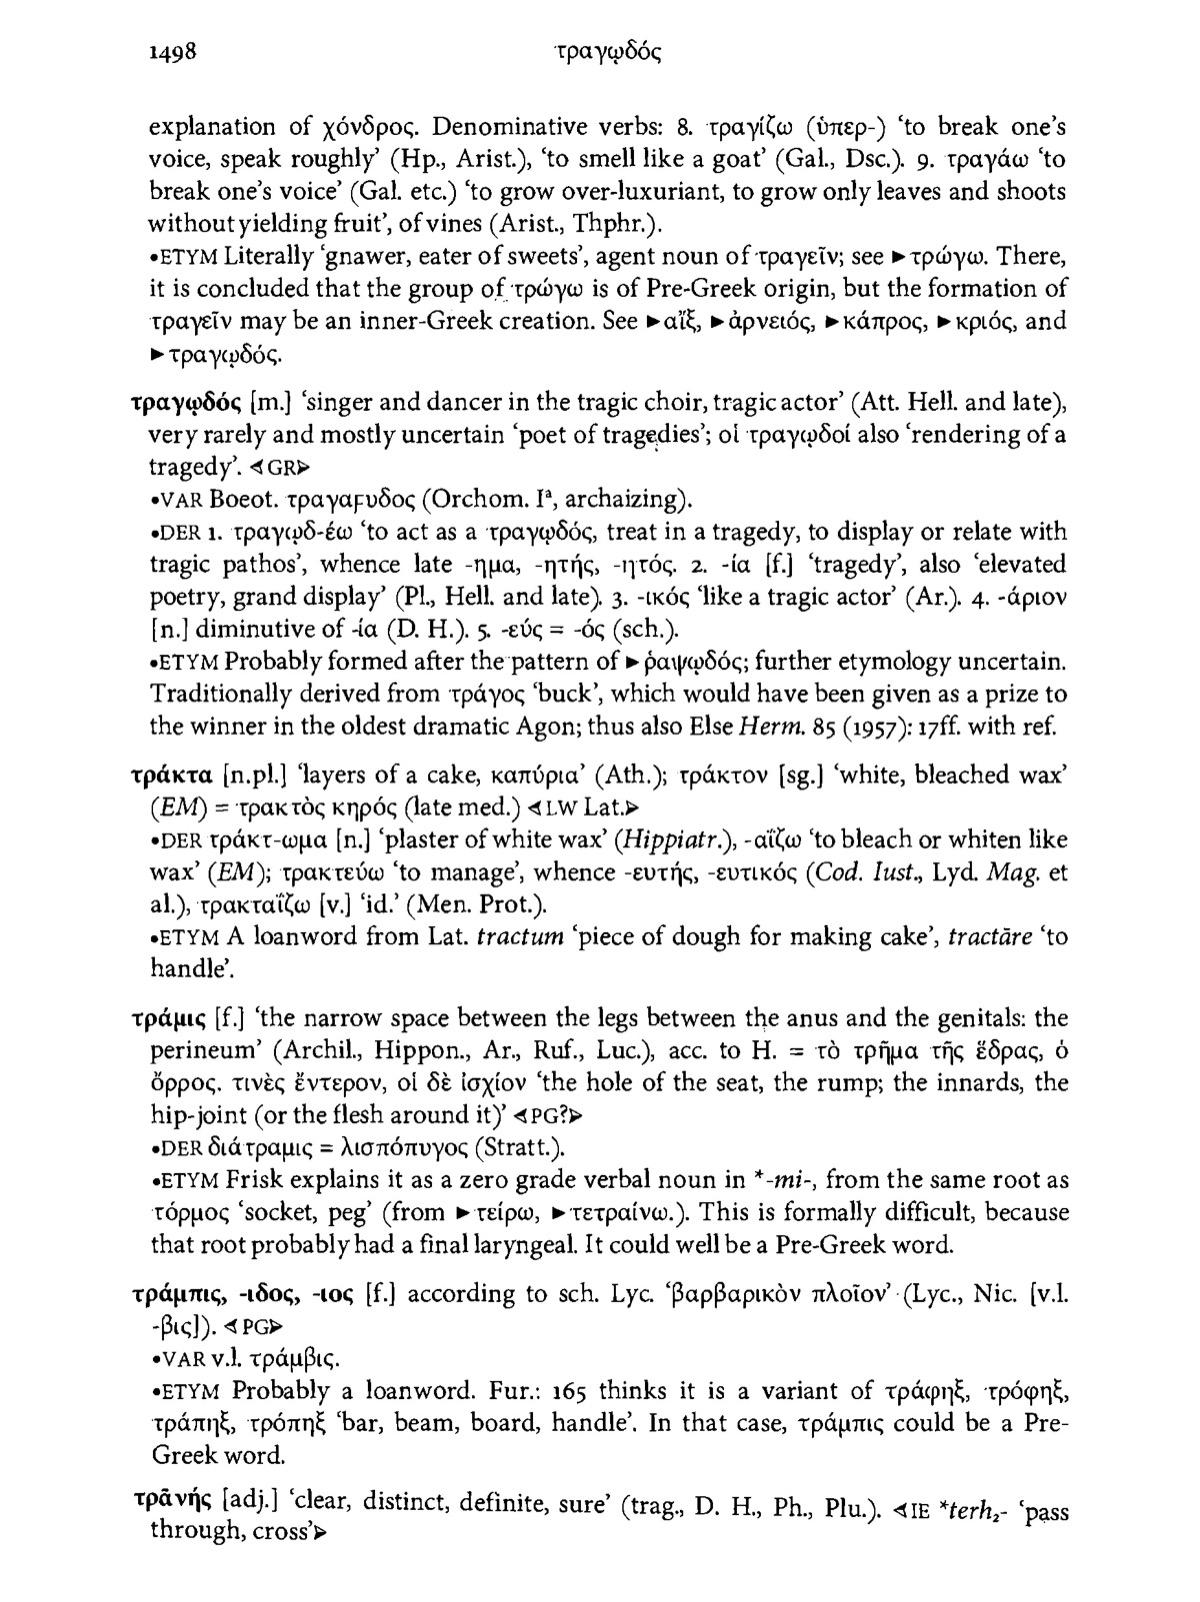 1498 τραγῳδός
explanation of χόνδρος. Denominative verbs: 8. τραγίζω (ὑπερ-) ‘to break one’s
voice, speak roughly’ (Hp., Arist.), ‘to smell like a goat’ (Gal., Dsc.). 9. τραγάω ‘to
break one’s voice’ (Gal. etc.) ‘to grow over-luxuriant, to grow only leaves and shoots
without yielding fruit’, of vines (Arist., Thphr.).
•ETYM Literally ‘gnawer, eater of sweets’, agent noun of τραγεῖν; see ►τρώγω. There,
it is concluded that the group of τρώγω is of Pre-Greek origin, but the formation of
τραγεῖν may be an inner-Greek creation. See ►αἴξ, ►ἀρνειός, ►κάπρος, ►κριός, and
►τραγῳδός.
τραγῳδός [m.] ‘singer and dancer in the tragic choir, tragic actor’ (Att. Hell. and late),
very rarely and mostly uncertain ‘poet of tragedies’; οἱ τραγῳδοί also ‘rendering of a
tragedy’. ⊲GR⊳
•VAR Boeot. τραγαϝυδος (Orchom. Iª, archaizing).
•DER 1. τραγῳδ-έω ‘to act as a τραγῳδός, treat in a tragedy, to display or relate with
tragic pathos’, whence late -ημα, -ητής, -ητός. 2. -ία [f.] ‘tragedy’, also ‘elevated
poetry, grand display’ (Pl., Hell. and late). 3. -ικός ‘like a tragic actor’ (Ar.). 4. -άριον
[n.] diminutive of -ία (D. H.). 5. -εύς = -ός (sch.).
•ETYM Probably formed after the pattern of ►ῥαψῳδός; further etymology uncertain.
Traditionally derived from τράγος ‘buck’, which would have been given as a prize to
the winner in the oldest dramatic Agon; thus also Else Herm. 85 (1957): 17ff. with ref.
τράκτα [n.pl.] ‘layers of a cake, καπύρια’ (Ath.); τράκτον [sg.] ‘white, bleached wax’
(EM) = τρακτὸς κηρός (late med.) ⊲LW Lat.⊳
•DER τράκτ-ωμα [n.] ‘plaster of white wax’ (Hippiatr.), -αΐζω ‘to bleach or whiten like
wax’ (EM); τρακτεύω ‘to manage’, whence -ευτής, -ευτικός (Cod. Iust., Lyd. Mag. et
al.), τρακταΐζω [v.] ‘id.’ (Men. Prot.).
•ETYM A loanword from Lat. tractum ‘piece of dough for making cake’, tractāre ‘to
handle’.
τράμις [f.] ‘the narrow space between the legs between the anus and the genitals: the
perineum’ (Archil., Hippon., Ar., Ruf., Luc.), acc. to H. = τὸ τρῆμα τῆς ἕδρας, ὁ
ὄρρος. τινὲς ἔντερον, οἱ δὲ ἰσχίον ‘the hole of the seat, the rump; the innards, the
hip-joint (or the flesh around it)’ ⊲PG?⊳
•DER διάτραμις = λισπόπυγος (Stratt.).
•ETYM Frisk explains it as a zero grade verbal noun in *-mi-, from the same root as
τόρμος ‘socket, peg’ (from ►τείρω, ►τετραίνω.). This is formally difficult, because
that root probably had a final laryngeal. It could well be a Pre-Greek word.
τράμπις, -ιδος, -ιος [f.] according to sch. Lyc. ‘βαρβαρικὸν πλοῖον’ (Lyc., Nic. [v.l.
-βις]). ⊲PG⊳
•VAR v.l. τράμβις.
•ETYM Probably a loanword. Fur.: 165 thinks it is a variant of τράφηξ, τρόφηξ,
τράπηξ, τρόπηξ ‘bar, beam, board, handle’. In that case, τράμπις could be a Pre-
Greek word.
τρᾱνής [adj.] ‘clear, distinct, definite, sure’ (trag., D. H., Ph., Plu.). ⊲IE *terh₂- ‘pass
through, cross’⊳